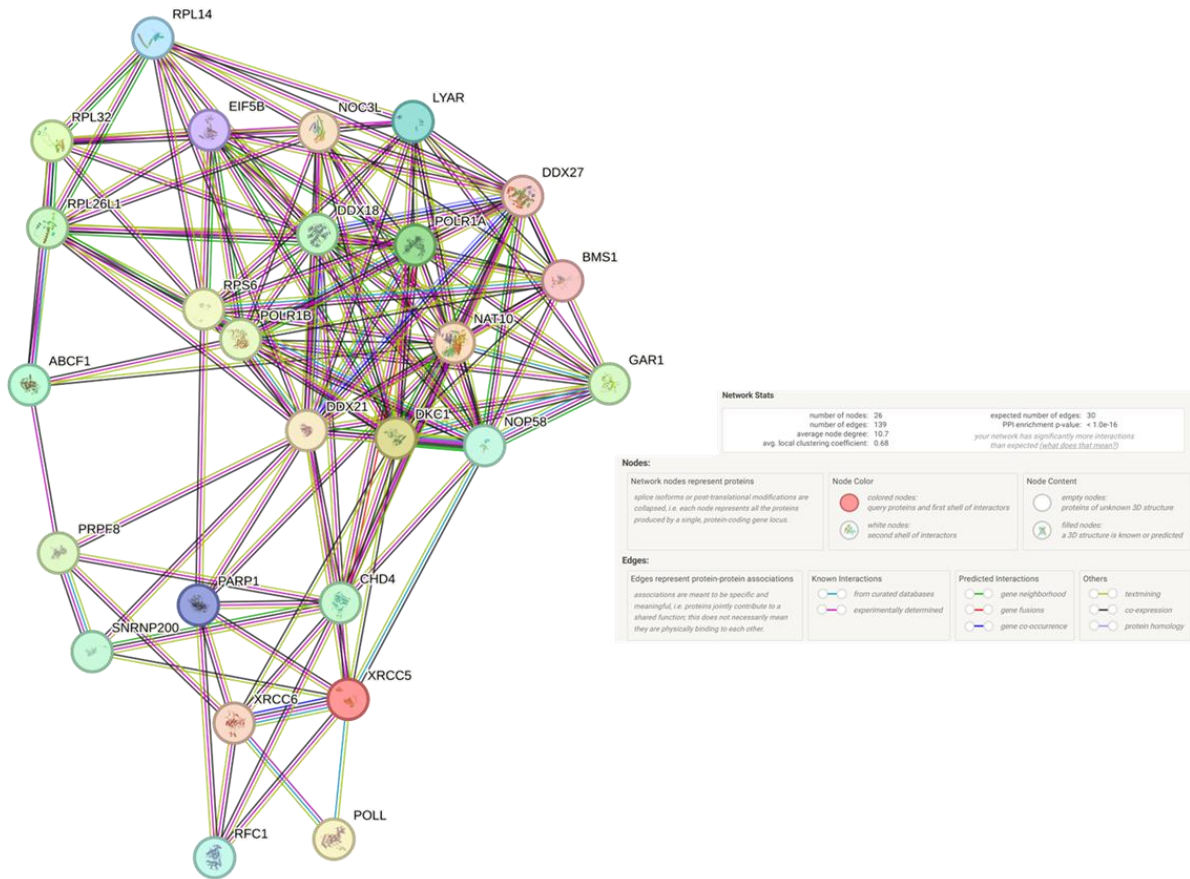 RPL14
LYAR
EIF5B
NOC3L
RPL32
DDX27
RPL26L1
DDX18
POLR1A
BMS1
RPS6
POLR1B
NAT10
ABCF1
GAR1
DDX21
DKC1
NOP58
PRPF8
PARP1
CHD4
SNRNP200
XRCC5
XRCC6
POLL
RFC1
Network Stats
number of nodes: 26
number of edges: 139
average node degree: 10.7
avg. local clustering coefficient: 0.68
expected number of edges: 30
PPI enrichment p-value: < 1.0e-16
your network has significantly more interactions
than expected (what does that mean?)
Nodes:
Network nodes represent proteins
splice isoforms or post-translational modifications are
collapsed, i.e. each node represents all the proteins
produced by a single, protein-coding gene locus.
Node Color
colored nodes:
query proteins and first shell of interactors
white nodes:
second shell of interactors
Node Content
empty nodes:
proteins of unknown 3D structure
filled nodes:
a 3D structure is known or predicted
Edges:
Edges represent protein-protein associations
associations are meant to be specific and
meaningful, i.e. proteins jointly contribute to a
shared function; this does not necessarily mean
they are physically binding to each other.
Known Interactions
from curated databases
experimentally determined
Predicted Interactions
gene neighborhood
gene fusions
gene co-occurrence
Others
textmining
co-expression
protein homology